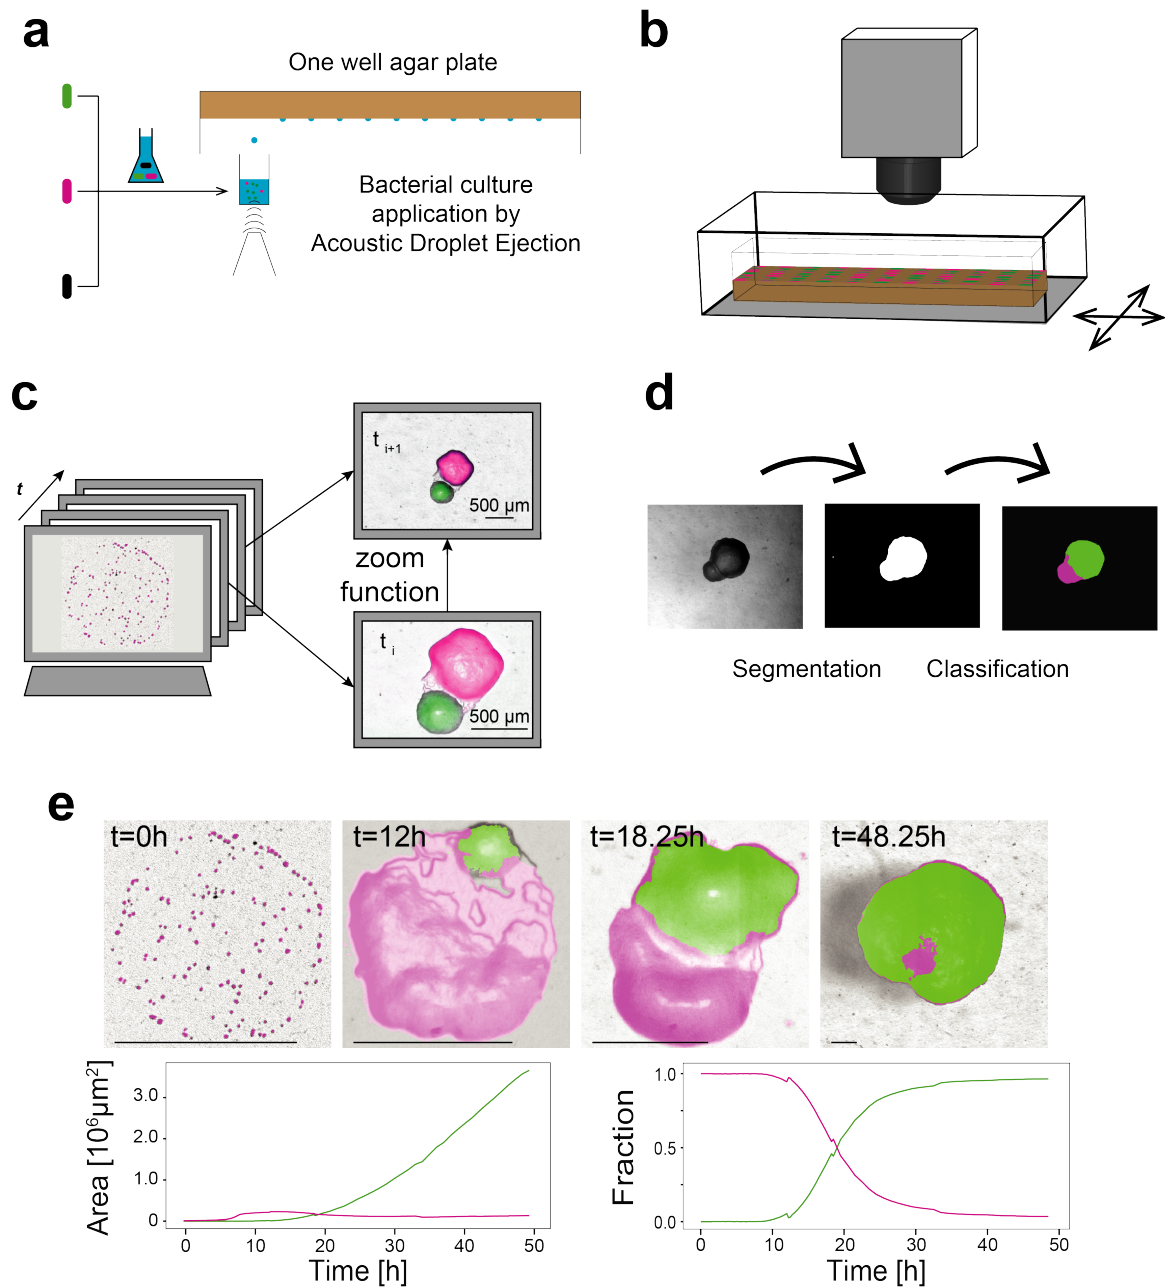 a
One well agar plate
Bacterial culture
application by
Acoustic Droplet Ejection
b
c
t
t i+1
500 µm
zoom
function
t i
500 µm
d
Segmentation
Classification
e
t=0h
t=12h
t=18.25h
t=48.25h
Area [10⁶µm²]
3.0
2.0
1.0
0
0 10 20 30 40 50
Time [h]
Fraction
1.0
0.5
0.0
0 10 20 30 40 50
Time [h]